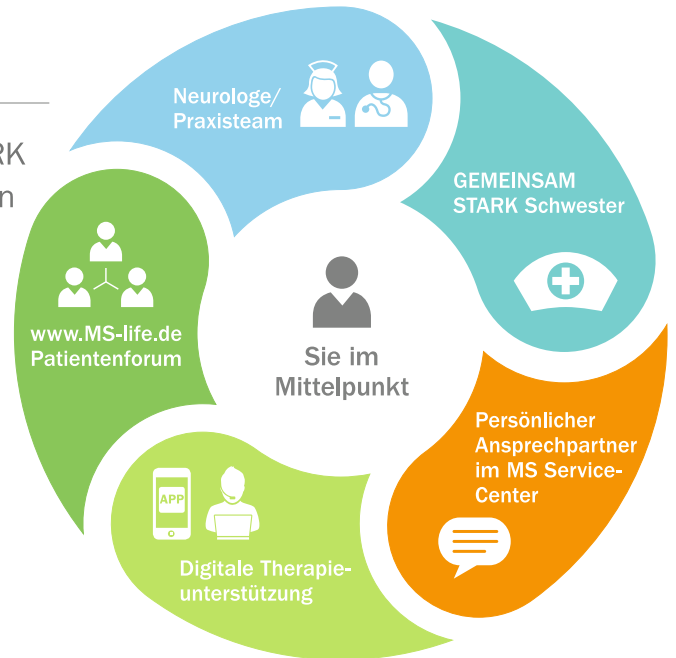 RK
n
Neurologe/
Praxisteam
GEMEINSAM
STARK Schwester
www.MS-life.de
Patientenforum
Sie im
Mittelpunkt
Persönlicher
Ansprechpartner
im MS Service-
Center
APP
Digitale Therapie-
unterstützung